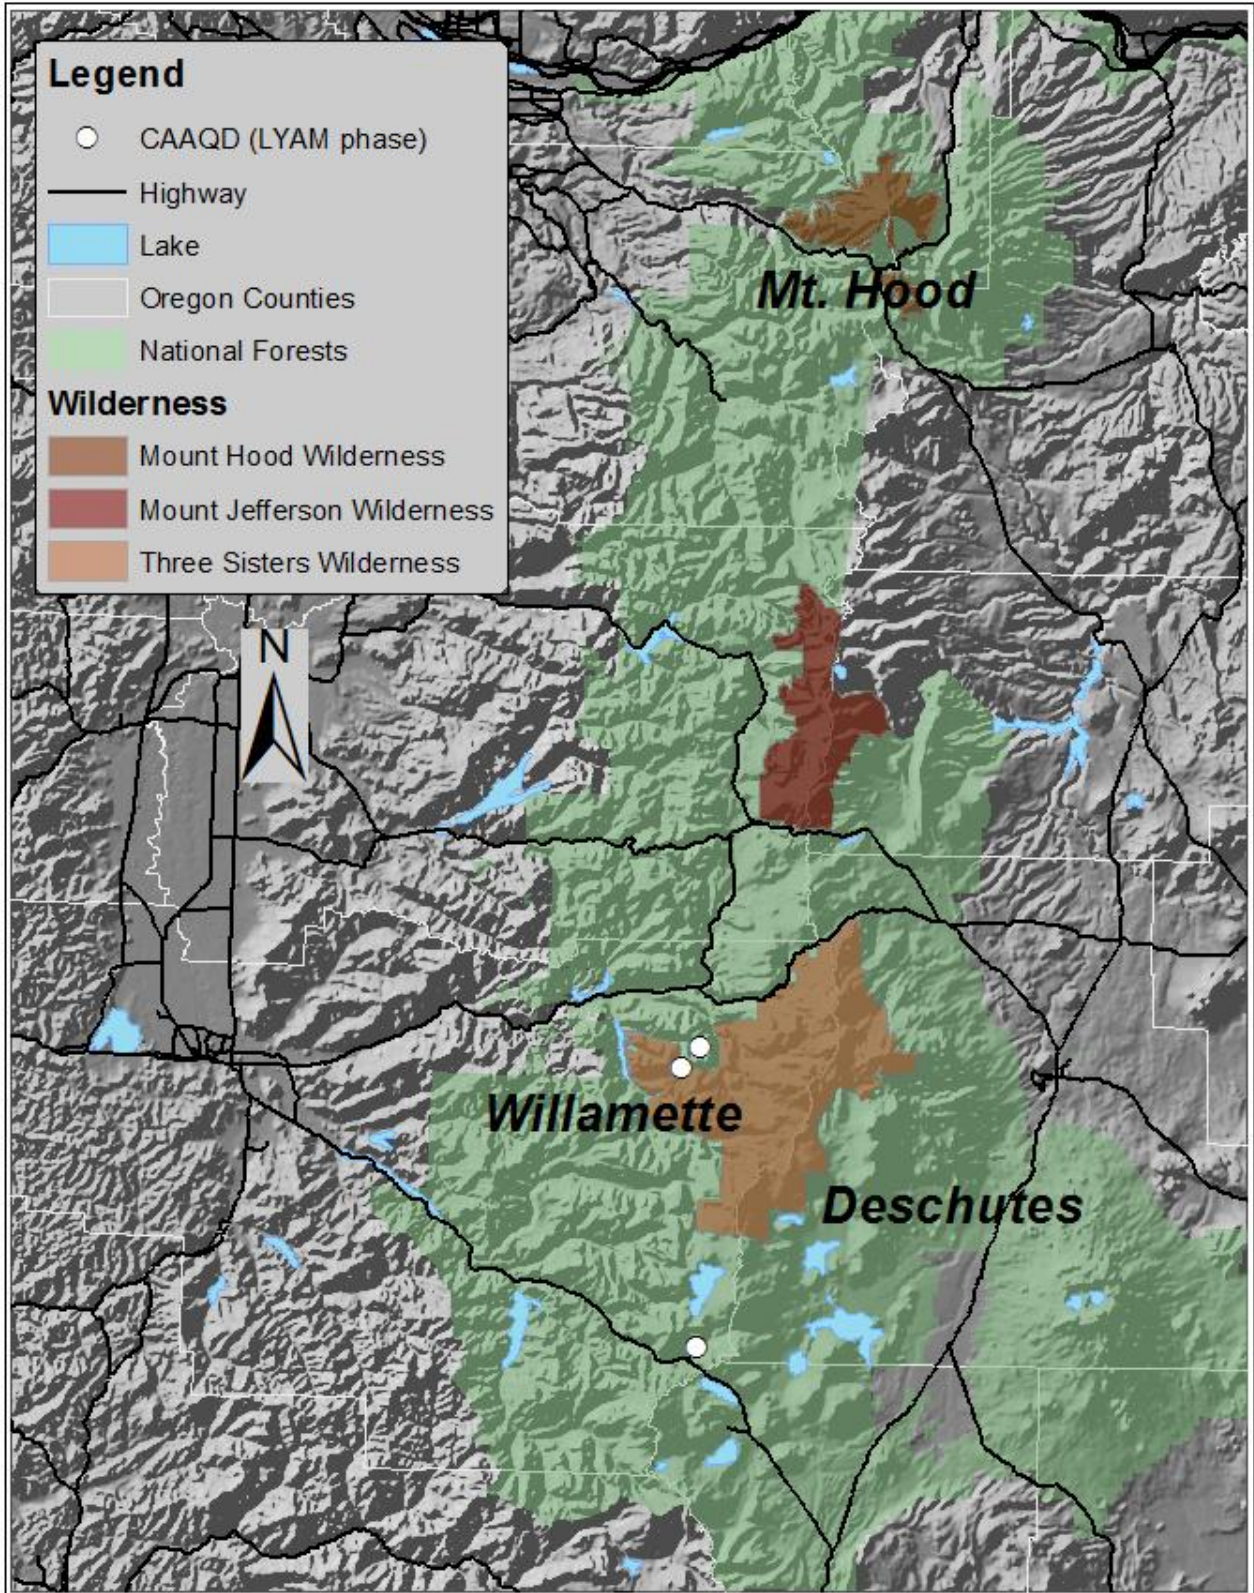 Legend
CAAQD (LYAM phase)
Highway
Lake
Oregon Counties
National Forests
Wilderness
Mount Hood Wilderness
Mount Jefferson Wilderness
Three Sisters Wilderness
N
Mt. Hood
Willamette
Deschutes